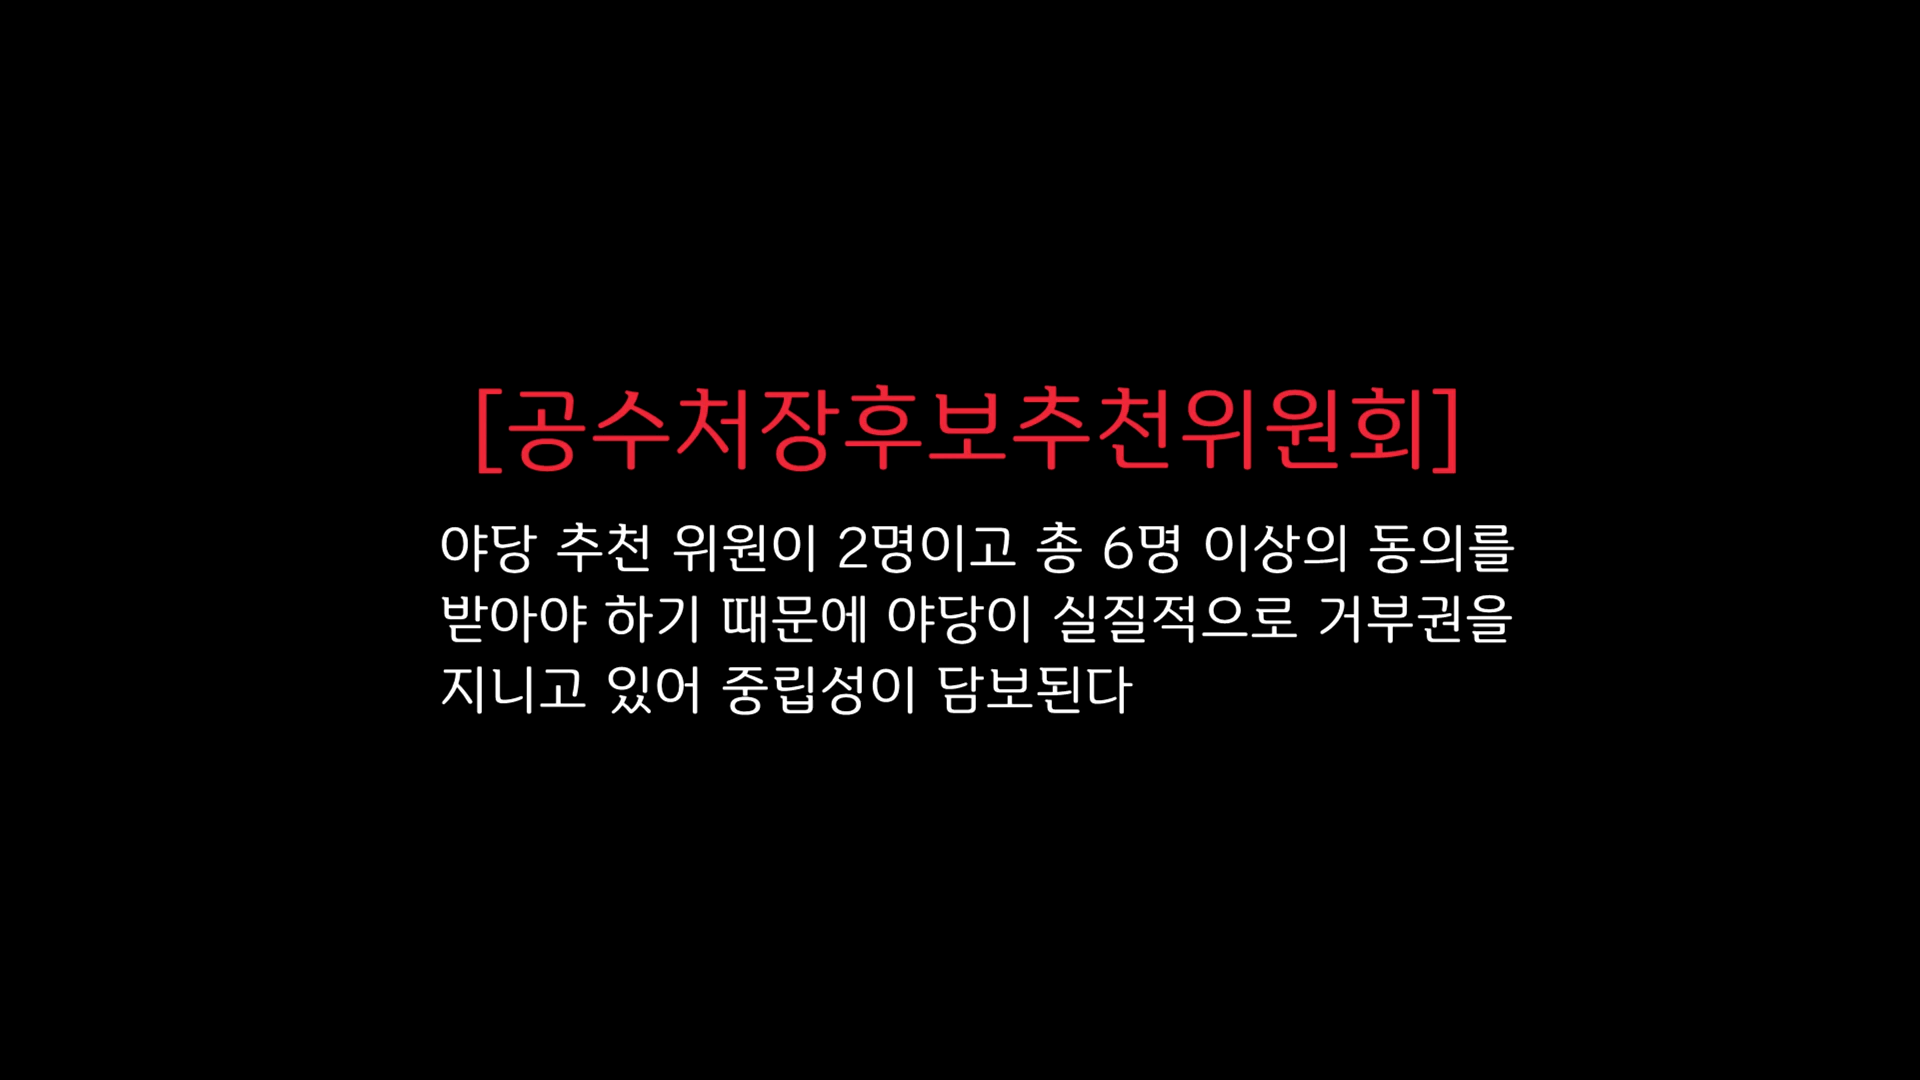 [공수처장후보추천위원회]
야당 추천 위원이 2명이고 총 6명 이상의 동의를
받아야 하기 때문에 야당이 실질적으로 거부권을
지니고 있어 중립성이 담보된다